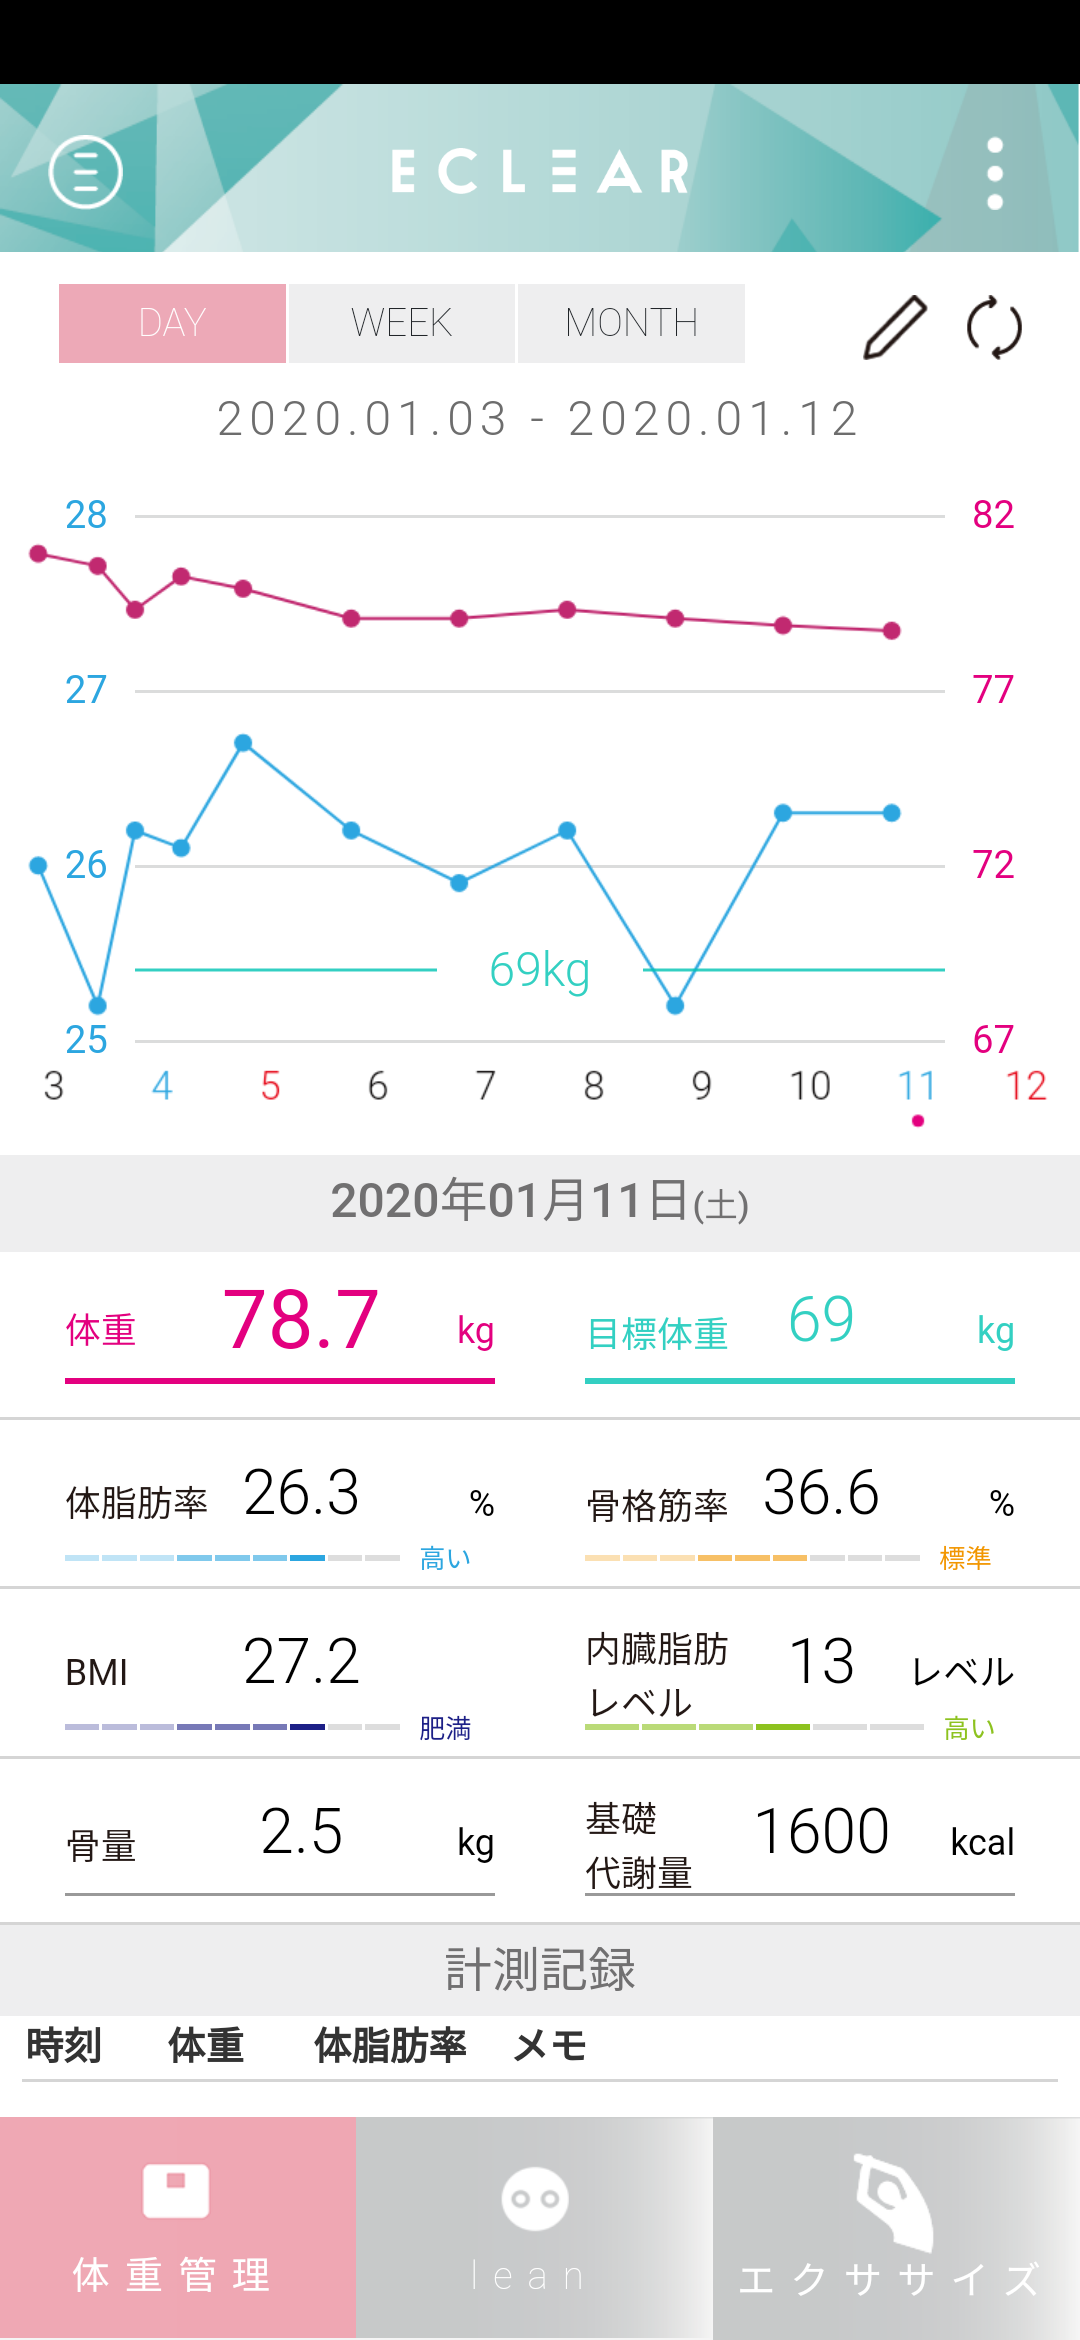 ECLEAR
DAY WEEK MONTH
2020.01.03 - 2020.01.12
28 82
27 77
26 72
69kg
25 67
3 4 5 6 7 8 9 10 11 12
2020年01月11日(土)
体重 78.7 kg 目標体重 69 kg
体脂肪率 26.3 % 骨格筋率 36.6 %
高い 標準
BMI 27.2 内臓脂肪レベル 13 レベル
肥満 高い
骨量 2.5 kg 基礎代謝量 1600 kcal
計測記録
時刻 体重 体脂肪率 メモ
体重管理 lean エクササイズ